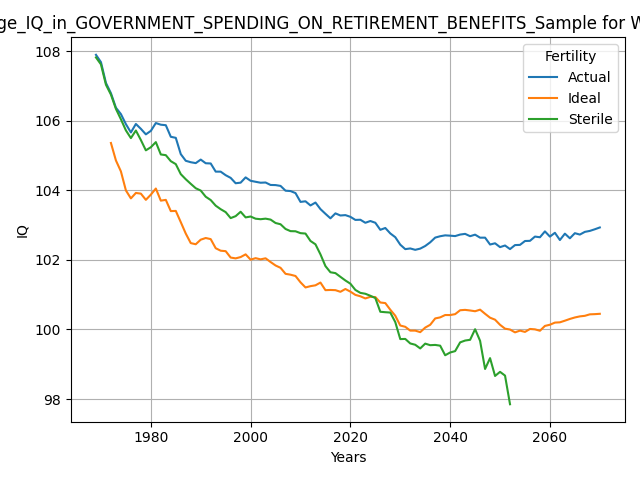 ge_IQ_in_GOVERNMENT_SPENDING_ON_RETIREMENT_BENEFITS_Sample for W
108
106
104
102
100
98
IQ
Fertility
Actual
Ideal
Sterile
1980 2000 2020 2040 2060
Years